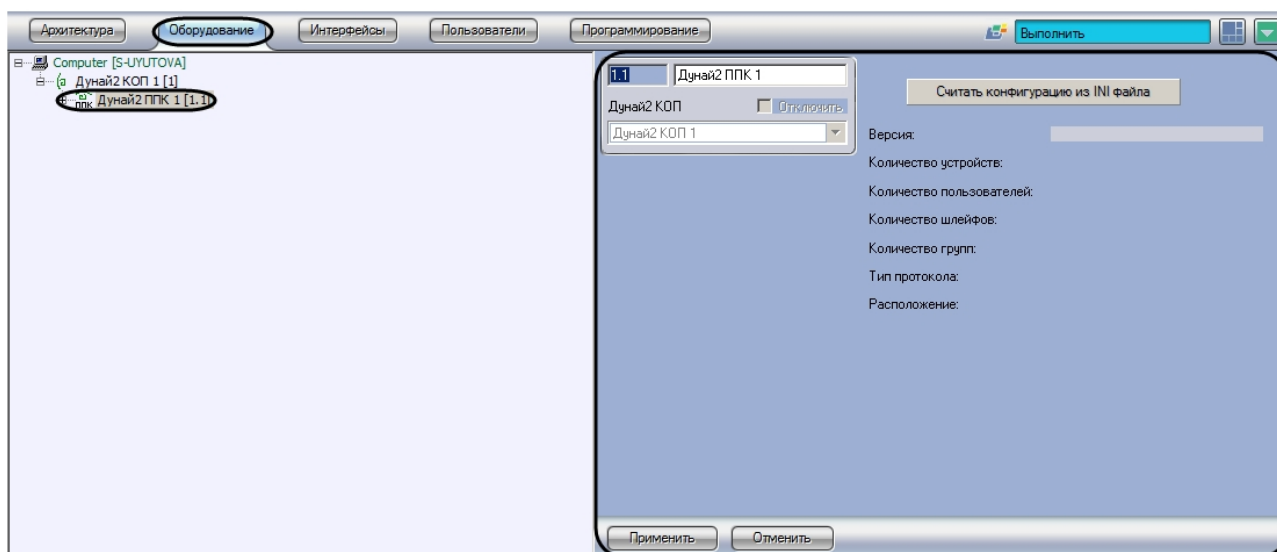 Архитектура Оборудование Интерфейсы Пользователи Программирование Выполнить
Computer [S-UYUTOVA]
Дунай2 КОП 1 [1]
ППК Дунай2 ППК 1 [1.1]
1.1 Дунай2 ППК 1
Дунай2 КОП Отключить
Дунай2 КОП 1
Считать конфигурацию из INI файла
Версия:
Количество устройств:
Количество пользователей:
Количество шлейфов:
Количество групп:
Тип протокола:
Расположение:
Применить Отменить